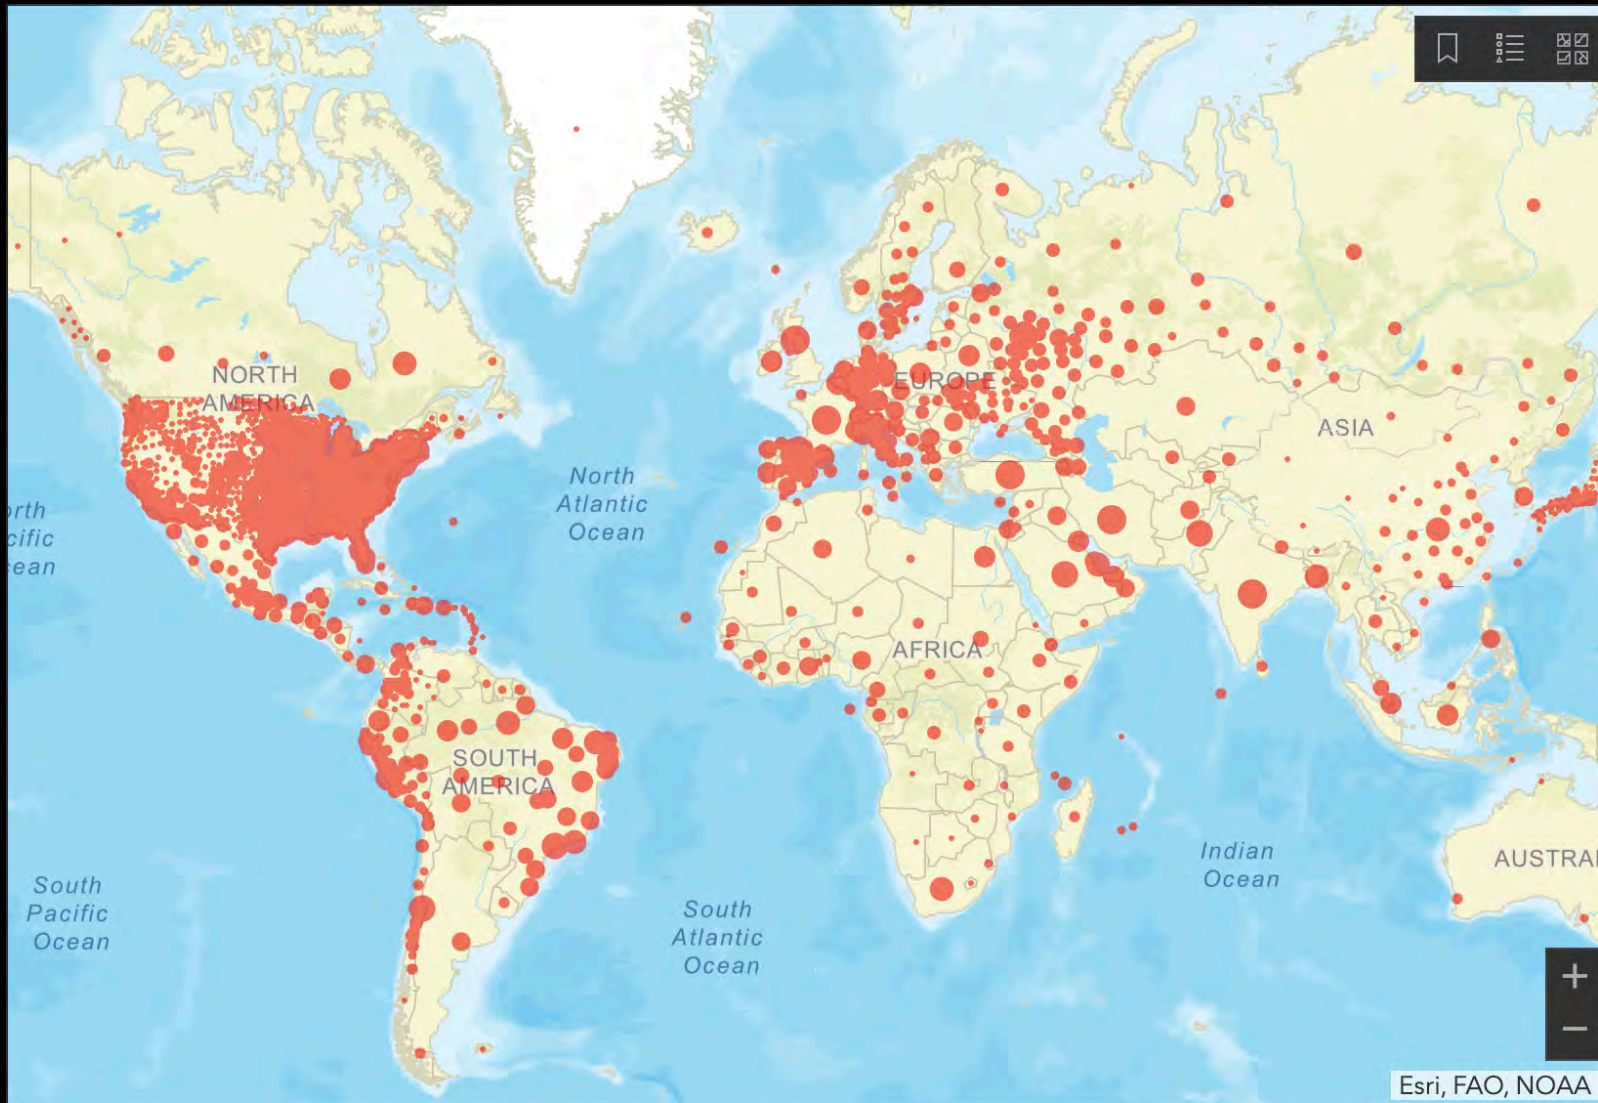 NORTH
AMERICA
EUROPE
ASIA
North
Atlantic
Ocean
orth
cific
ean
AFRICA
SOUTH
AMERICA
Indian
Ocean
AUSTRAI
South
Pacific
Ocean
South
Atlantic
Ocean
Esri, FAO, NOAA